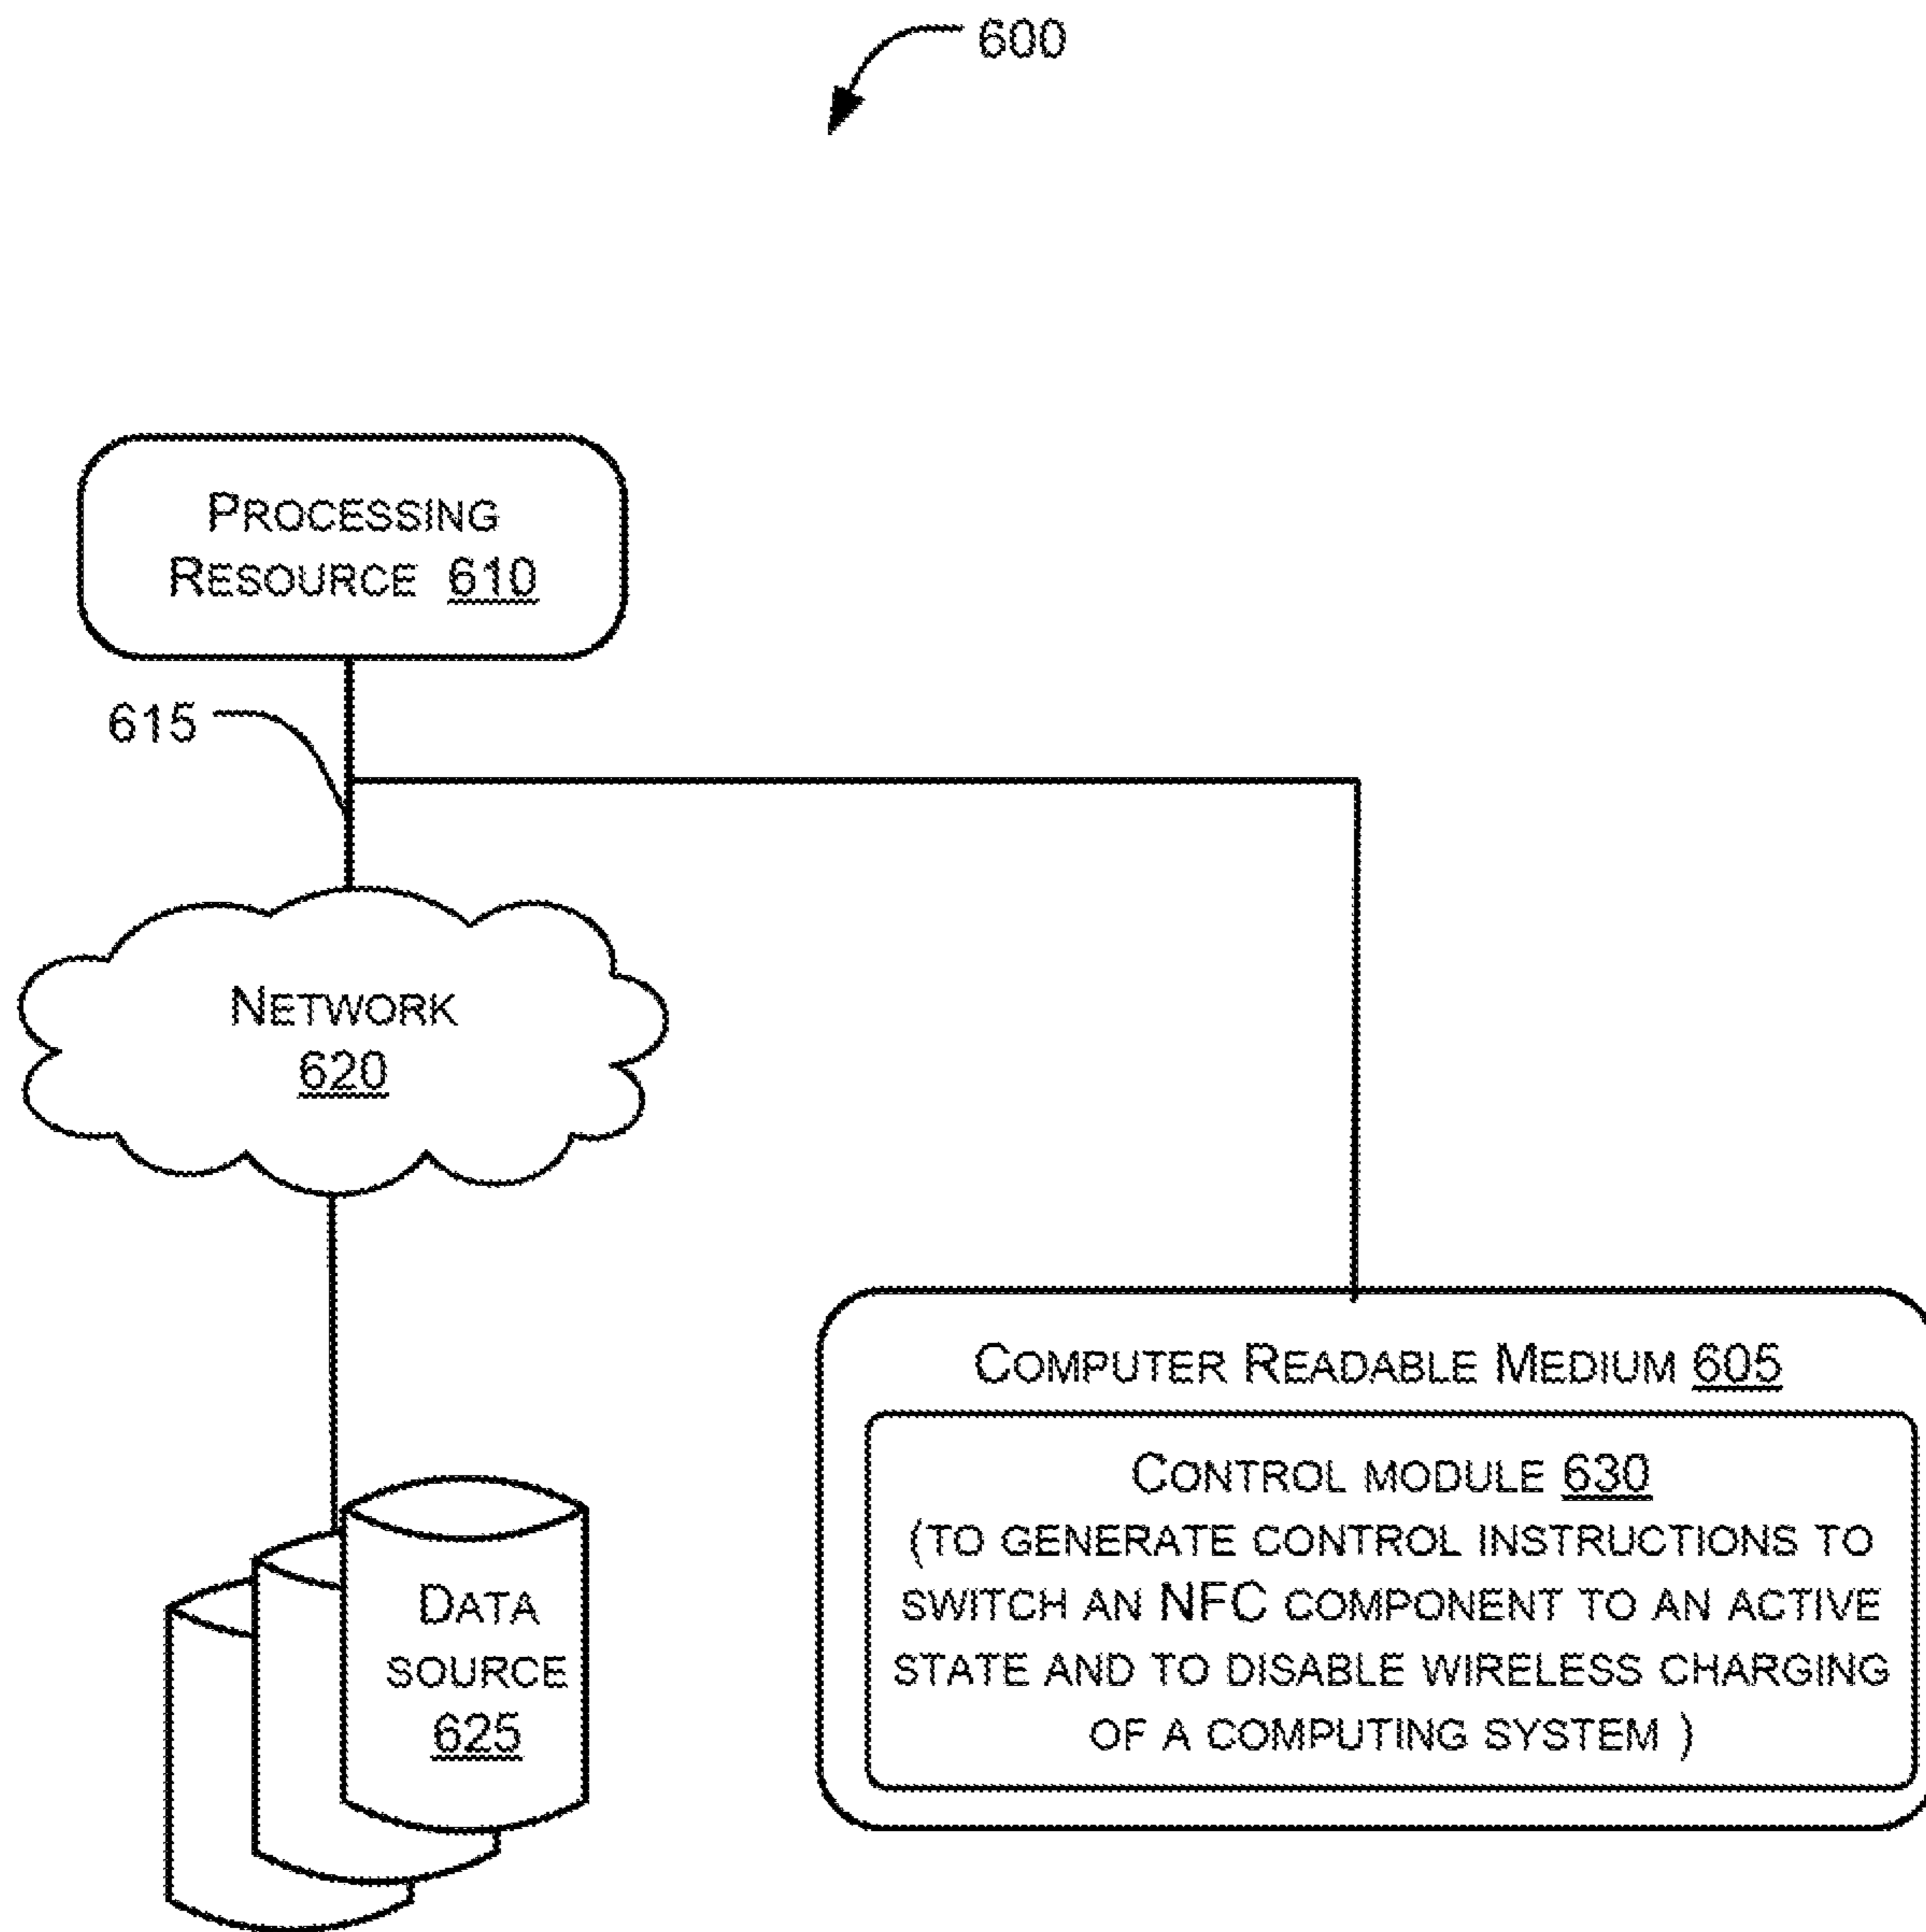 600
PROCESSING
RESOURCE 610
615
NETWORK
620
COMPUTER READABLE MEDIUM 605
CONTROL MODULE 630
(TO GENERATE CONTROL INSTRUCTIONS TO
SWITCH AN NFC COMPONENT TO AN ACTIVE
STATE AND TO DISABLE WIRELESS CHARGING
OF A COMPUTING SYSTEM )
DATA
SOURCE
625